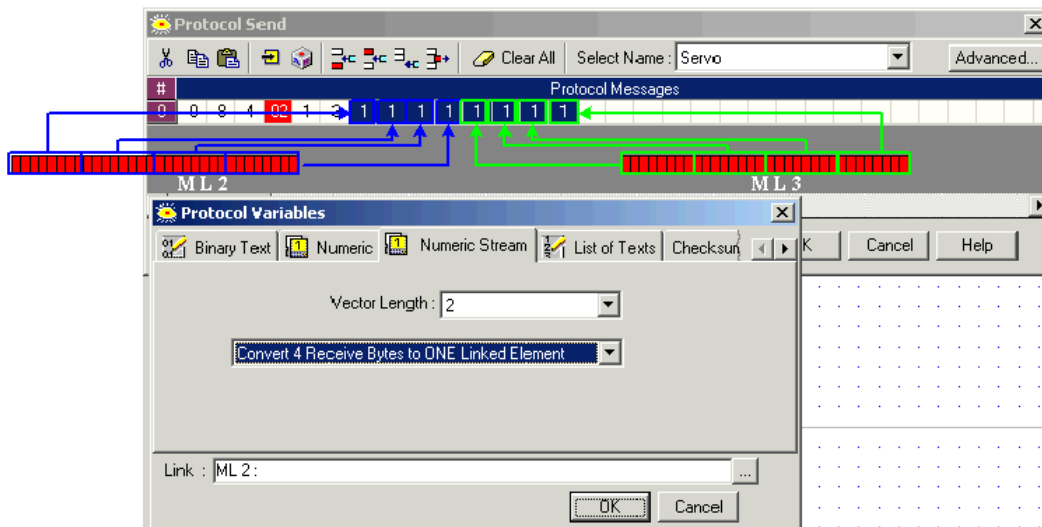 Protocol Send
Clear All Select Name : Servo Advanced...
# Protocol Messages
0 0 8 4 02 1 3 1 1 1 1 1 1 1 1
ML 2 ML 3
Protocol Variables
Binary Text Numeric Numeric Stream List of Texts Checksum K Cancel Help
Vector Length : 2
Convert 4 Receive Bytes to ONE Linked Element
Link : ML 2 : ...
OK Cancel